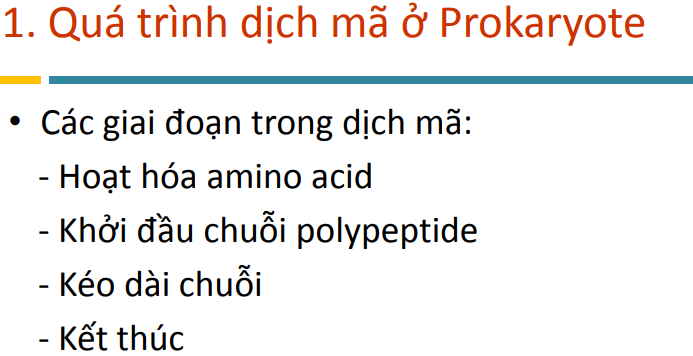 1. Quá trình dịch mã ở Prokaryote
• Các giai đoạn trong dịch mã:
- Hoạt hóa amino acid
- Khởi đầu chuỗi polypeptide
- Kéo dài chuỗi
- Kết thúc